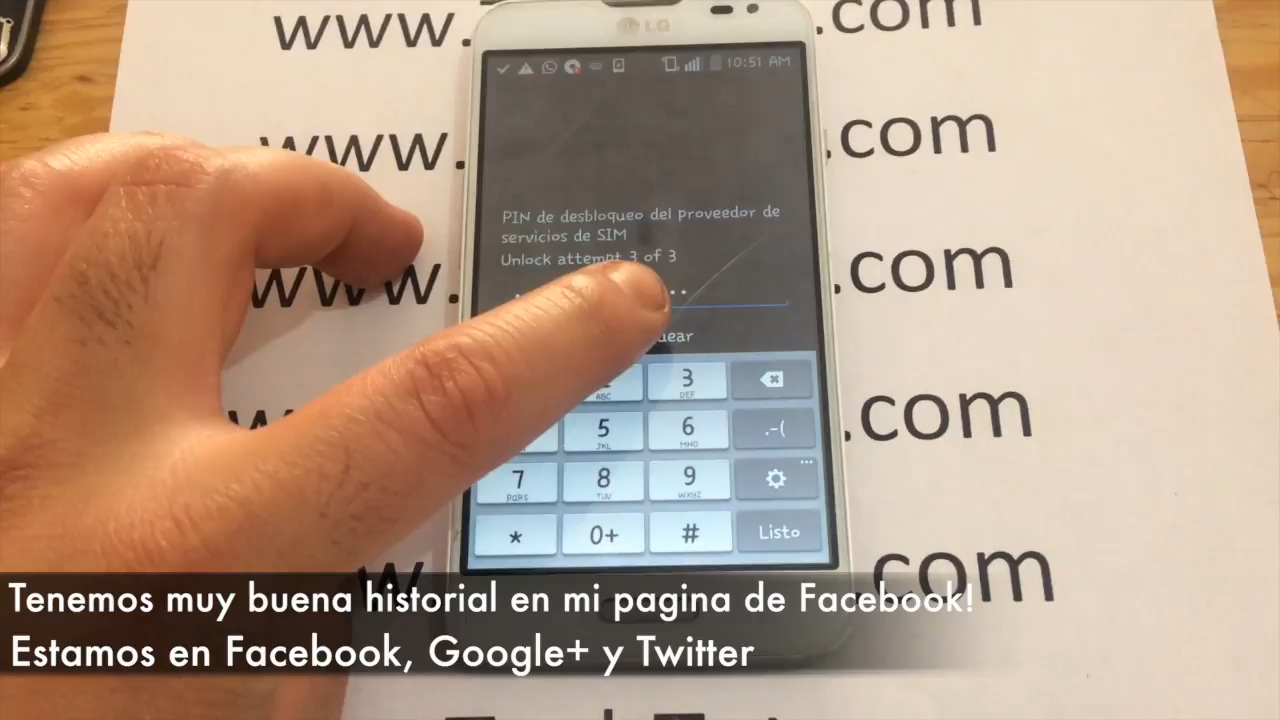 www. .com
LG
10:51 AM
www. .com
PIN de desbloqueo del proveedor de
servicios de SIM
Unlock attempt 3 of 3
www. .com
3
ABC DEF
.com
5 6 .-(
JKL MNO
7 8 9
PQRS TUV WXYZ
* 0+ # Listo
.com
Tenemos muy buena historial en mi pagina de Facebook!
Estamos en Facebook, Google+ y Twitter